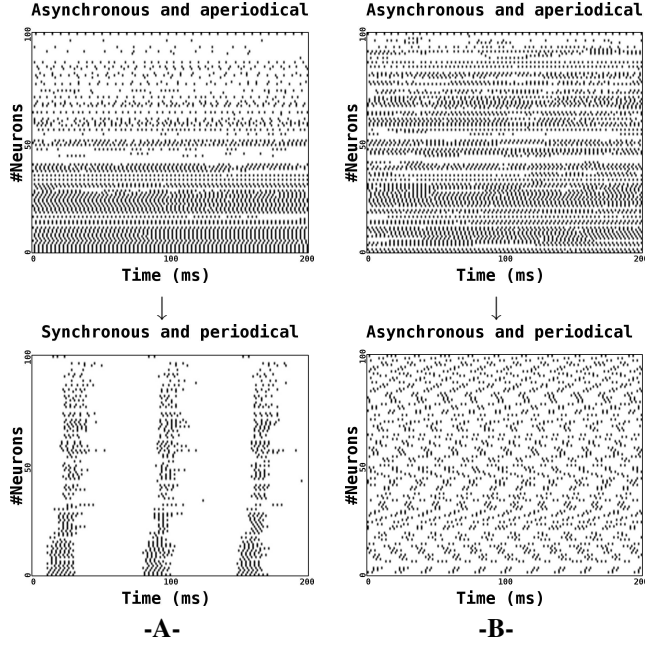 Asynchronous and aperiodical
Asynchronous and aperiodical
#Neurons
100
50
0
0
100
200
Time (ms)
#Neurons
100
50
0
0
100
200
Time (ms)
↓
↓
Synchronous and periodical
Asynchronous and periodical
#Neurons
100
50
0
0
100
200
Time (ms)
#Neurons
100
50
0
0
100
200
Time (ms)
-A-
-B-